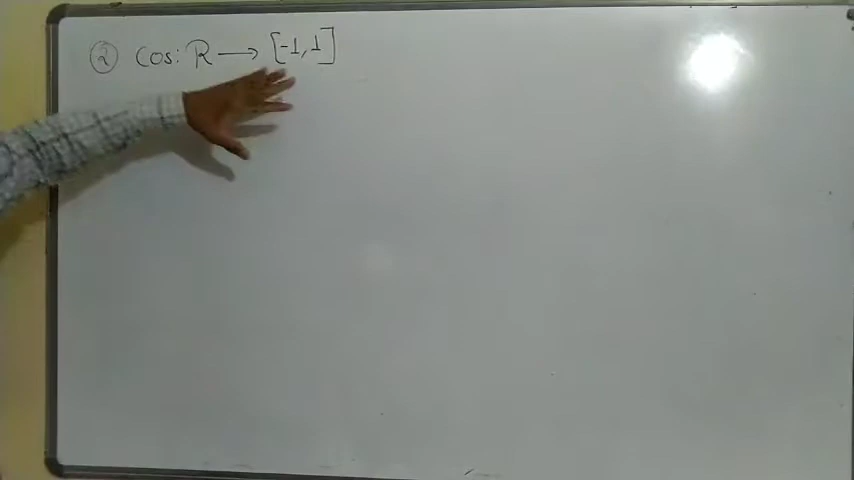 ② Cos: R ⟶ [-1, 1]